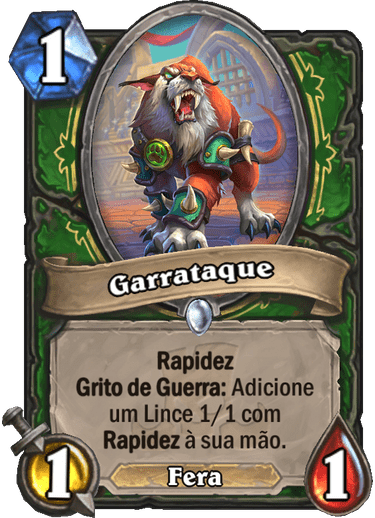 1
Garrataque
Rapidez
Grito de Guerra: Adicione
um Lince 1/1 com
Rapidez à sua mão.
1
Fera
1